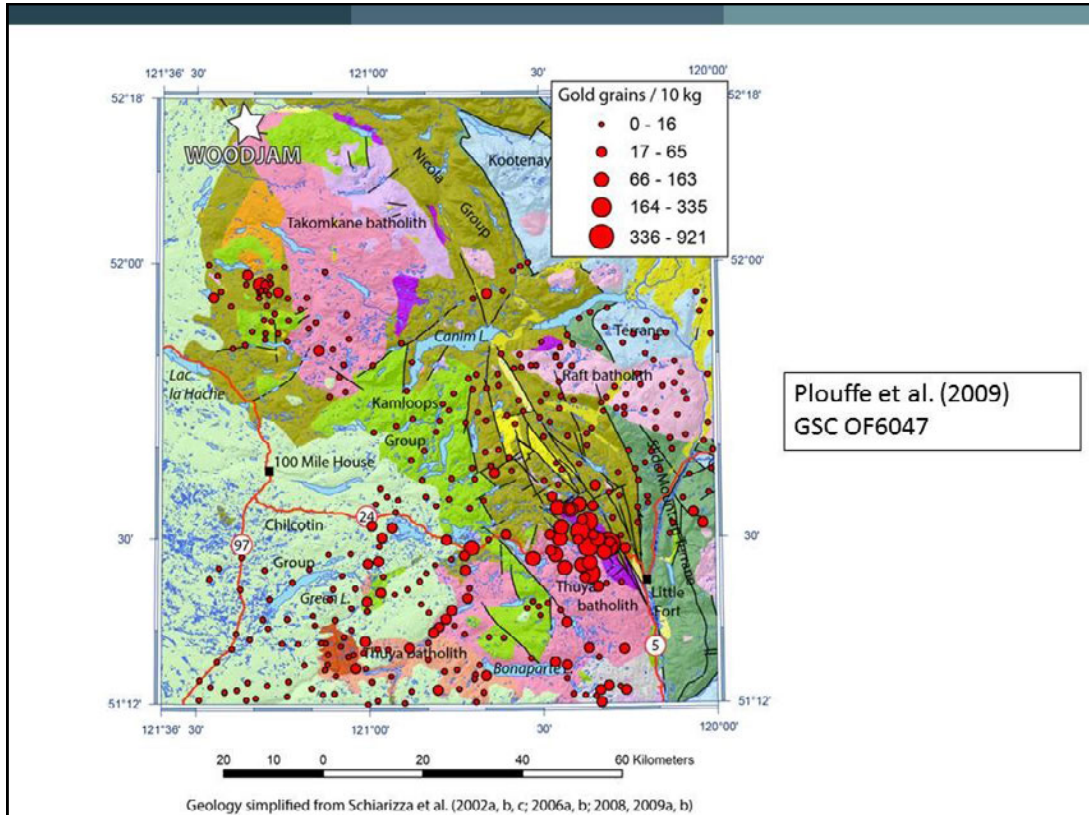 121°36' 30'
121°00'
30'
120°00'
52°18'
52°18'
Gold grains / 10 kg
0 - 16
17 - 65
66 - 163
164 - 335
336 - 921
WOODJAM
Nicola
Group
Kootenay
Takomkane batholith
52°00'
52°00'
Canim L.
Terrane
Lac
la Hache
Raft batholith
Kamloops
Group
Plouffe et al. (2009)
GSC OF6047
100 Mile House
24
Chilcotin
30'
97
Group
30'
Green L.
Thuya
batholith
Little
Fort
5
Thuya batholith
Bonaparte
51°12'
51°12'
121°36' 30'
121°00'
30'
120°00'
20 10 0 20 40 60 Kilometers
Geology simplified from Schiarizza et al. (2002a, b, c; 2006a, b; 2008, 2009a, b)